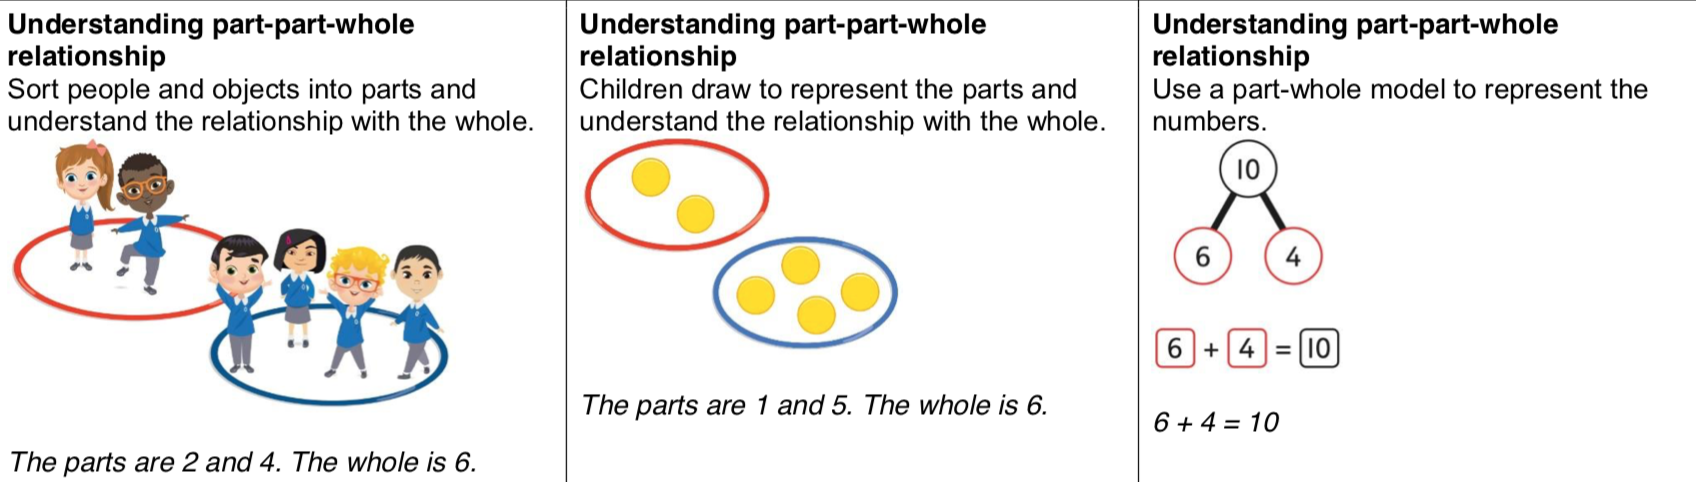 Understanding part-part-whole
relationship
Sort people and objects into parts and
understand the relationship with the whole.
The parts are 2 and 4. The whole is 6.
Understanding part-part-whole
relationship
Children draw to represent the parts and
understand the relationship with the whole.
The parts are 1 and 5. The whole is 6.
Understanding part-part-whole
relationship
Use a part-whole model to represent the
numbers.
10
6 4
6 + 4 = 10
6 + 4 = 10